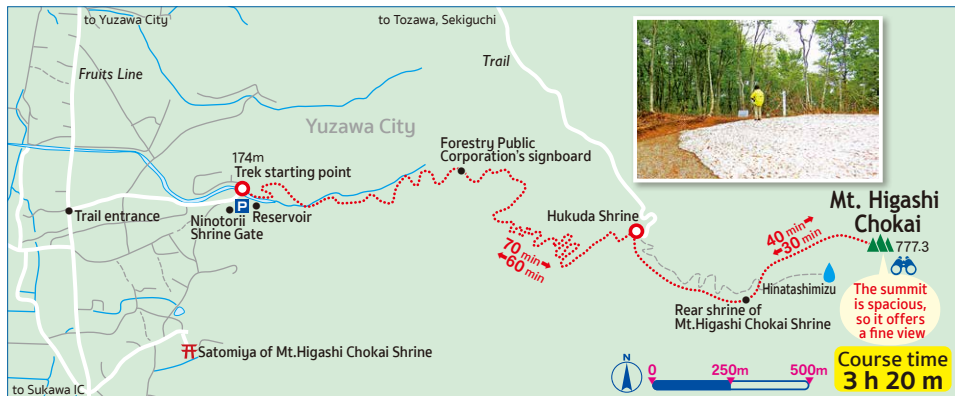 to Yuzawa City
to Tozawa, Sekiguchi
Fruits Line
Trail
Yuzawa City
Forestry Public
Corporation's signboard
174m
Trek starting point
P
Reservoir
Trail entrance
Ninotorii
Shrine Gate
Hukuda Shrine
70 min
60 min
40 min
30 min
Mt. Higashi
Chokai
777.3
Hinatashimizu
Rear shrine of
Mt.Higashi Chokai Shrine
The summit
is spacious,
so it offers
a fine view
Satomiya of Mt.Higashi Chokai Shrine
to Sukawa IC
N
0 250m 500m
Course time
3 h 20 m